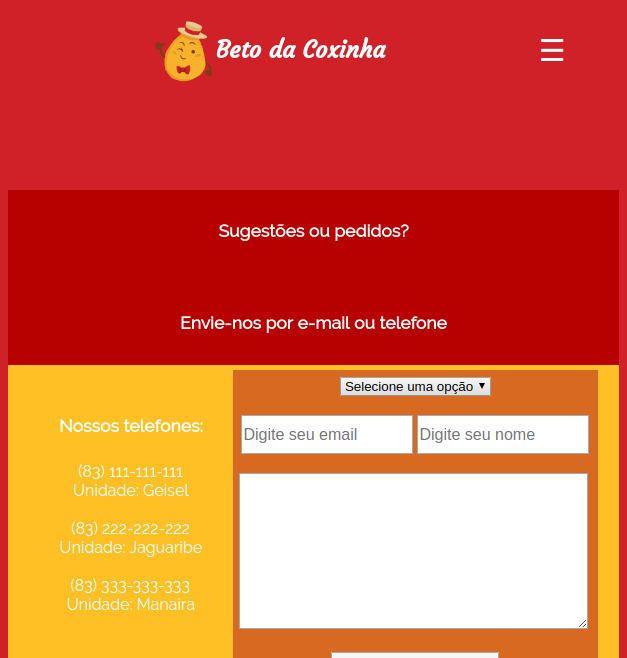 Beto da Coxinha
☰
Sugestões ou pedidos?
Envie-nos por e-mail ou telefone
Selecione uma opção ▼
Digite seu email
Digite seu nome
Nossos telefones:
(83) 111-111-111
Unidade: Geisel
(83) 222-222-222
Unidade: Jaguaribe
(83) 333-333-333
Unidade: Manaira